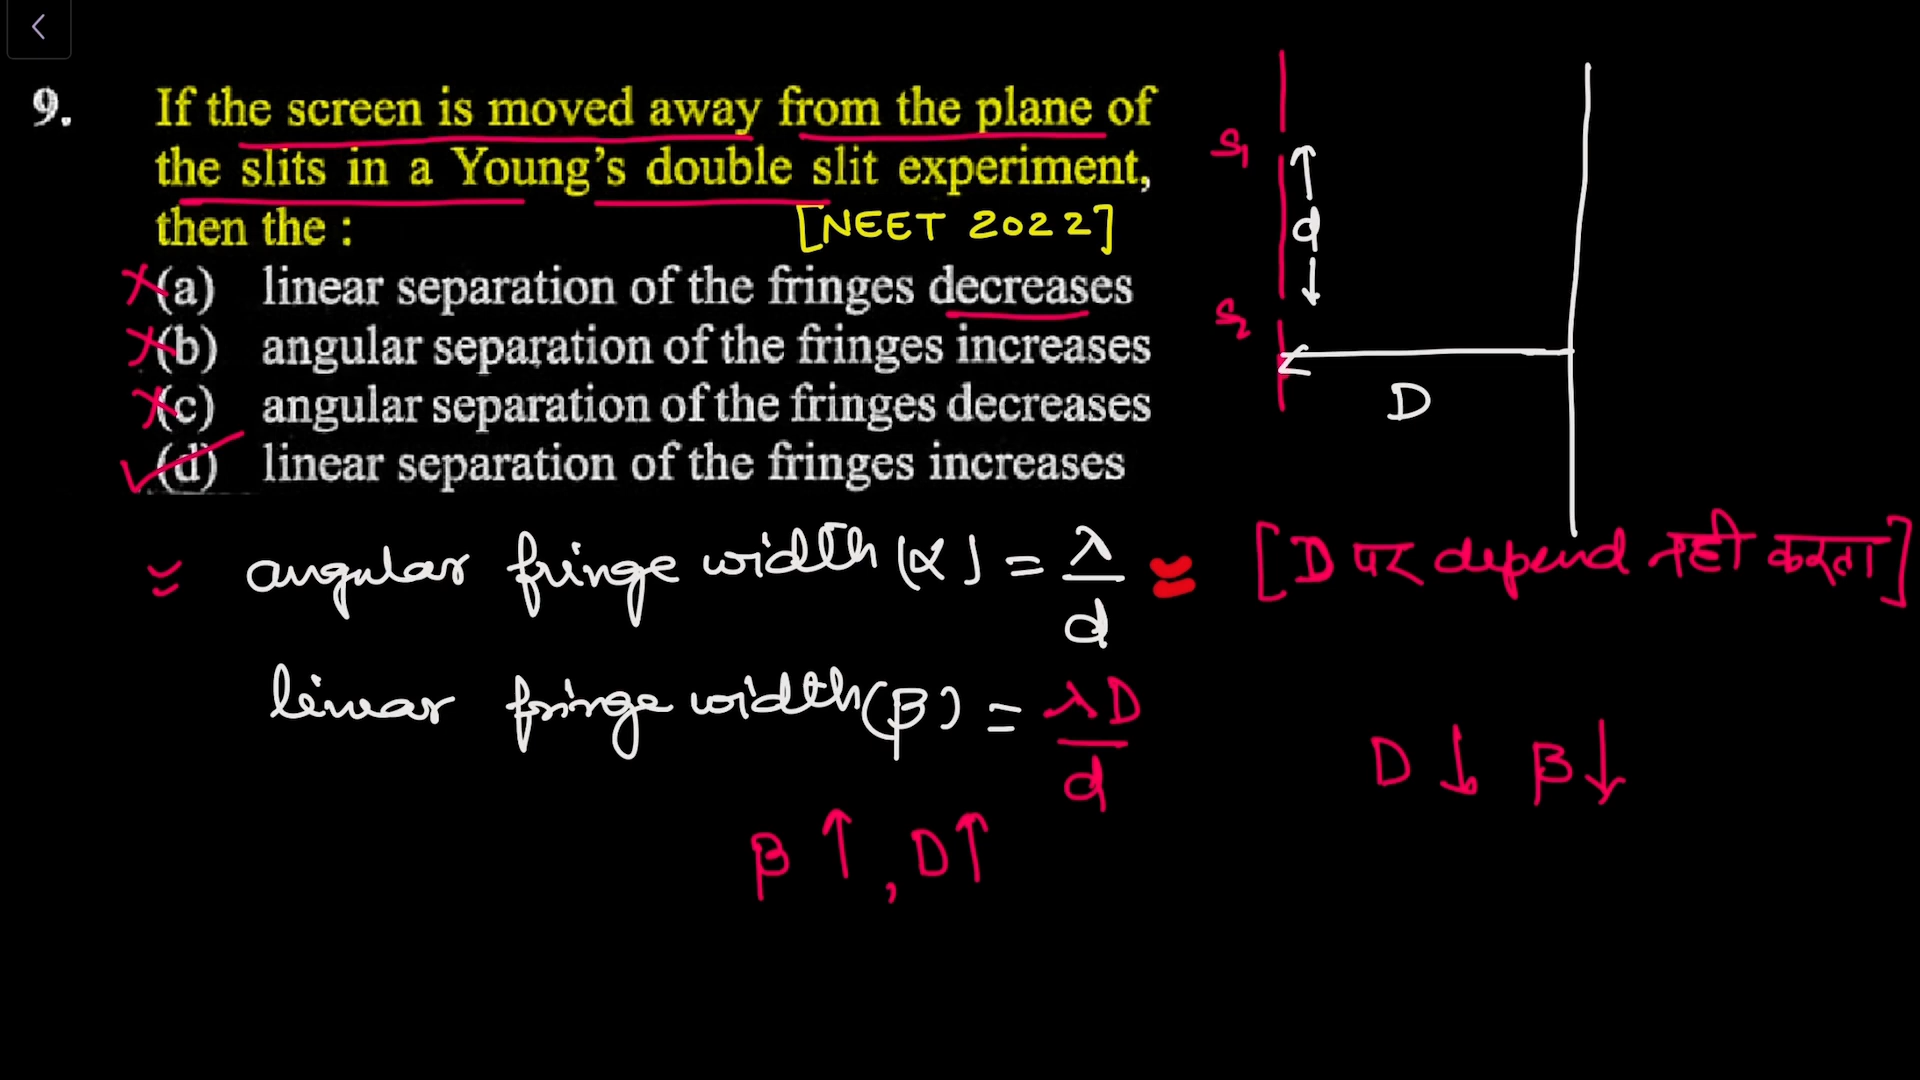 9. If the screen is moved away from the plane of
the slits in a Young's double slit experiment,
then the : [NEET 2022]
(a) linear separation of the fringes decreases
(b) angular separation of the fringes increases
(c) angular separation of the fringes decreases
(d) linear separation of the fringes increases
S1
d
S2
D
angular fringe width (α) = λ/d [D पर depend नही करता]
linear fringe width (β) = λD/d
D ↓ β ↓
β ↑, D ↑